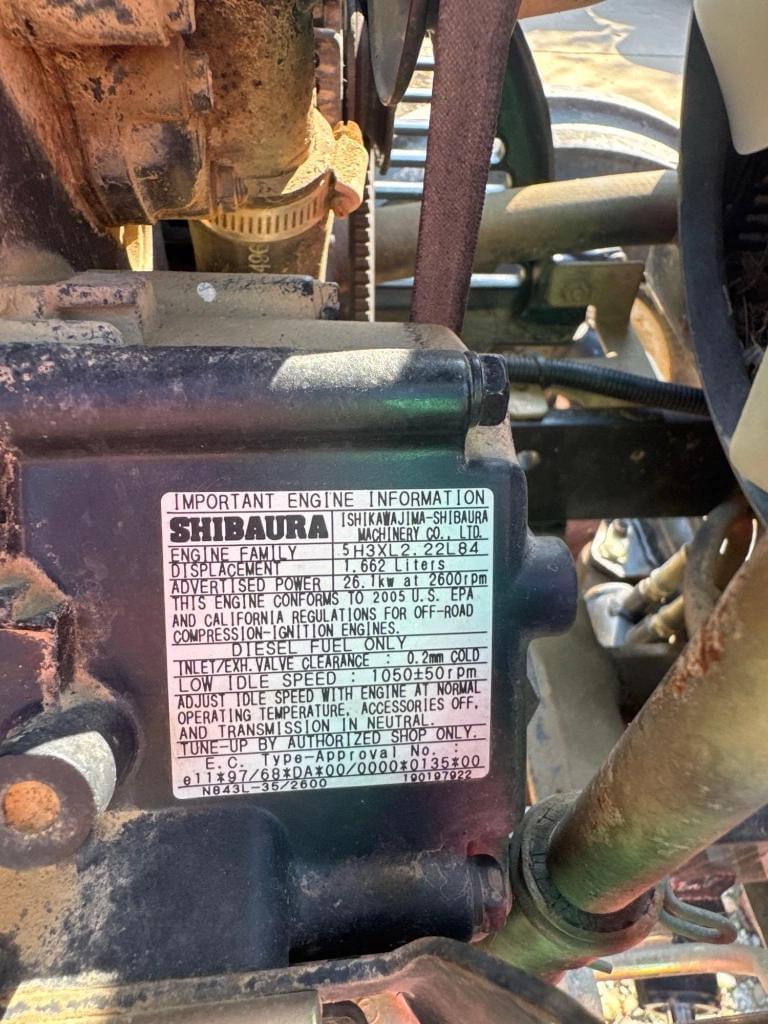 496
IMPORTANT ENGINE INFORMATION
SHIBAURA ISHIKAWAJIMA-SHIBAURA
MACHINERY CO., LTD.
ENGINE FAMILY 5H3XL2.22L84
DISPLACEMENT 1.662 Liters
ADVERTISED POWER 26.1kw at 2600rpm
THIS ENGINE CONFORMS TO 2005 U.S. EPA
AND CALIFORNIA REGULATIONS FOR OFF-ROAD
COMPRESSION-IGNITION ENGINES.
DIESEL FUEL ONLY
INLET/EXH.VALVE CLEARANCE : 0.2mm COLD
LOW IDLE SPEED : 1050±50rpm
ADJUST IDLE SPEED WITH ENGINE AT NORMAL
OPERATING TEMPERATURE, ACCESSORIES OFF,
AND TRANSMISSION IN NEUTRAL.
TUNE-UP BY AUTHORIZED SHOP ONLY.
E.C. Type-Approval No. :
e11*97/68*DA*00/0000*0135*00
N843L-35/2600 190197922